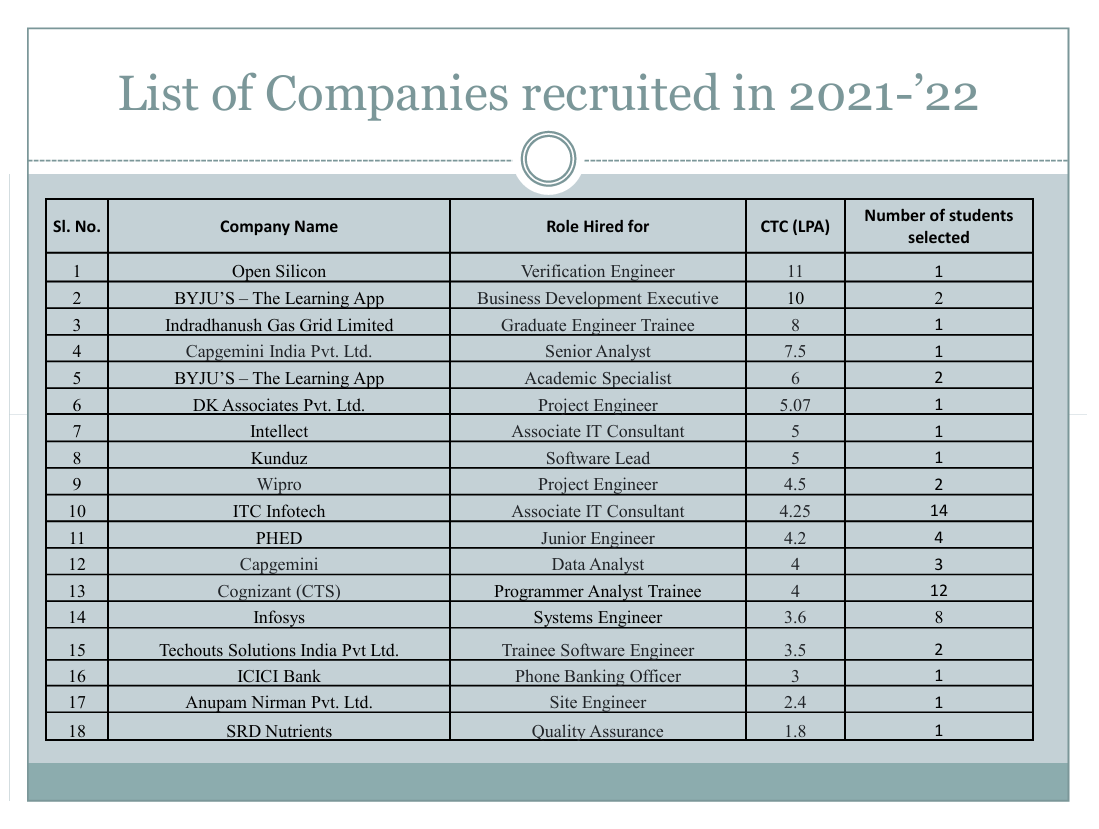 List of Companies recruited in 2021-’22
Sl. No. Company Name Role Hired for CTC (LPA) Number of students selected
1 Open Silicon Verification Engineer 11 1
2 BYJU’S – The Learning App Business Development Executive 10 2
3 Indradhanush Gas Grid Limited Graduate Engineer Trainee 8 1
4 Capgemini India Pvt. Ltd. Senior Analyst 7.5 1
5 BYJU’S – The Learning App Academic Specialist 6 2
6 DK Associates Pvt. Ltd. Project Engineer 5.07 1
7 Intellect Associate IT Consultant 5 1
8 Kunduz Software Lead 5 1
9 Wipro Project Engineer 4.5 2
10 ITC Infotech Associate IT Consultant 4.25 14
11 PHED Junior Engineer 4.2 4
12 Capgemini Data Analyst 4 3
13 Cognizant (CTS) Programmer Analyst Trainee 4 12
14 Infosys Systems Engineer 3.6 8
15 Techouts Solutions India Pvt Ltd. Trainee Software Engineer 3.5 2
16 ICICI Bank Phone Banking Officer 3 1
17 Anupam Nirman Pvt. Ltd. Site Engineer 2.4 1
18 SRD Nutrients Quality Assurance 1.8 1